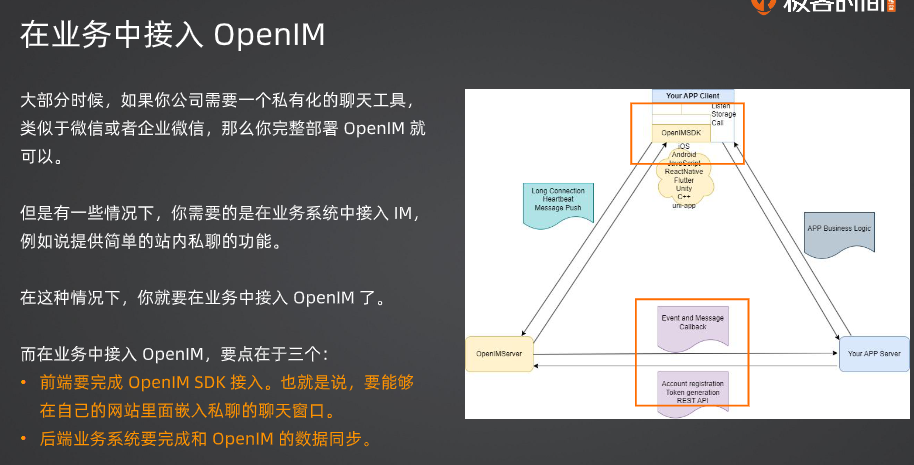 极客时间
在业务中接入 OpenIM
大部分时候，如果你公司需要一个私有化的聊天工具，
类似于微信或者企业微信，那么你完整部署 OpenIM 就
可以。
但是有一些情况下，你需要的是在业务系统中接入 IM，
例如说提供简单的站内私聊的功能。
在这种情况下，你就要在业务中接入 OpenIM 了。
而在业务中接入 OpenIM，要点在于三个：
• 前端要完成 OpenIM SDK 接入。也就是说，要能够
在自己的网站里面嵌入私聊的聊天窗口。
• 后端业务系统要完成和 OpenIM 的数据同步。
Your APP Client
Listen
Storage
Call
OpenIMSDK
iOS
Android
JavaScript
ReactNative
Flutter
Unity
C++
uni-app
Long Connection
Heartbeat
Message Push
APP Business Logic
Event and Message
Callback
OpenIMServer
Your APP Server
Account registration
Token generation
REST API